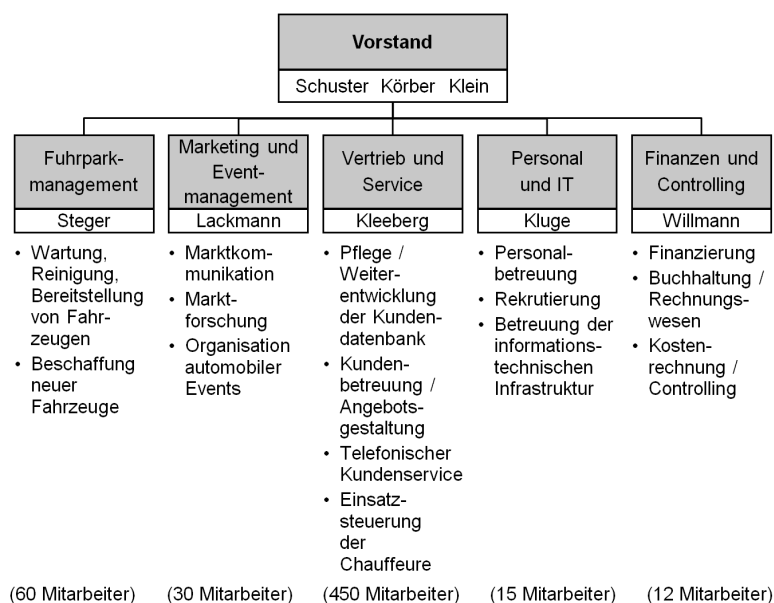 Vorstand
Schuster Körber Klein
Fuhrpark-
management
Steger
• Wartung,
Reinigung,
Bereitstellung
von Fahr-
zeugen
• Beschaffung
neuer
Fahrzeuge
(60 Mitarbeiter)
Marketing und
Event-
management
Lackmann
• Marktkom-
munikation
• Markt-
forschung
• Organisation
automobiler
Events
(30 Mitarbeiter)
Vertrieb und
Service
Kleeberg
• Pflege /
Weiter-
entwicklung
der Kunden-
datenbank
• Kunden-
betreuung /
Angebots-
gestaltung
• Telefonischer
Kundenservice
• Einsatz-
steuerung
der
Chauffeure
(450 Mitarbeiter)
Personal
und IT
Kluge
• Personal-
betreuung
• Rekrutierung
• Betreuung der
informations-
technischen
Infrastruktur
(15 Mitarbeiter)
Finanzen und
Controlling
Willmann
• Finanzierung
• Buchhaltung /
Rechnungs-
wesen
• Kosten-
rechnung /
Controlling
(12 Mitarbeiter)